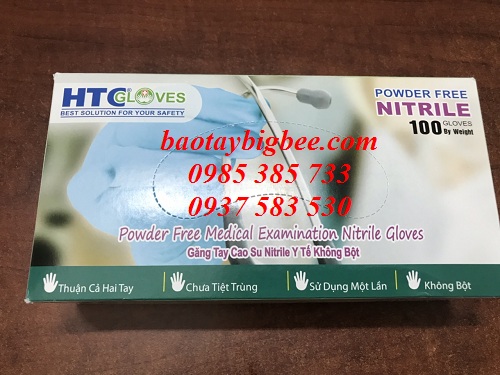 HTC GLOVES
BEST SOLUTION FOR YOUR SAFETY
POWDER FREE
NITRILE
100 GLOVES
By Weight
baotaybigbee.com
0985 385 733
0937 583 530
Powder Free Medical Examination Nitrile Gloves
Găng Tay Cao Su Nitrile Y Tế Không Bột
Thuận Cả Hai Tay
Chưa Tiệt Trùng
Sử Dụng Một Lần
Không Bột